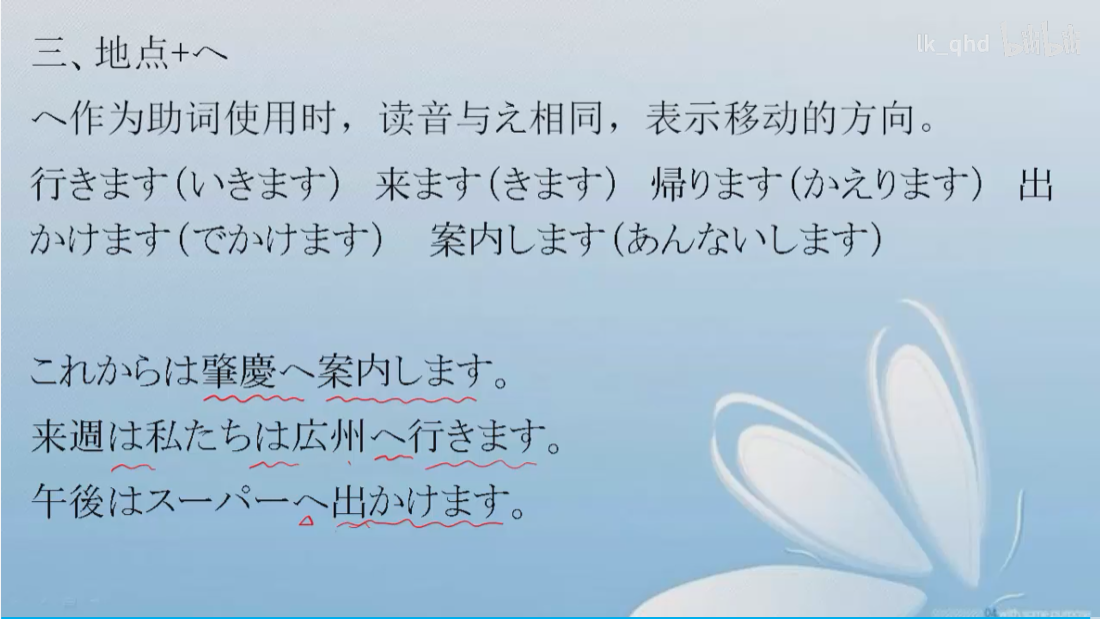 lk_qhd bilibili
三、地点+へ
へ作为助词使用时，读音与え相同，表示移动的方向。
行きます（いきます）　来ます（きます）　帰ります（かえります）　出
かけます（でかけます）　案内します（あんないします）
これからは肇慶へ案内します。
来週は私たちは広州へ行きます。
午後はスーパーへ出かけます。
04